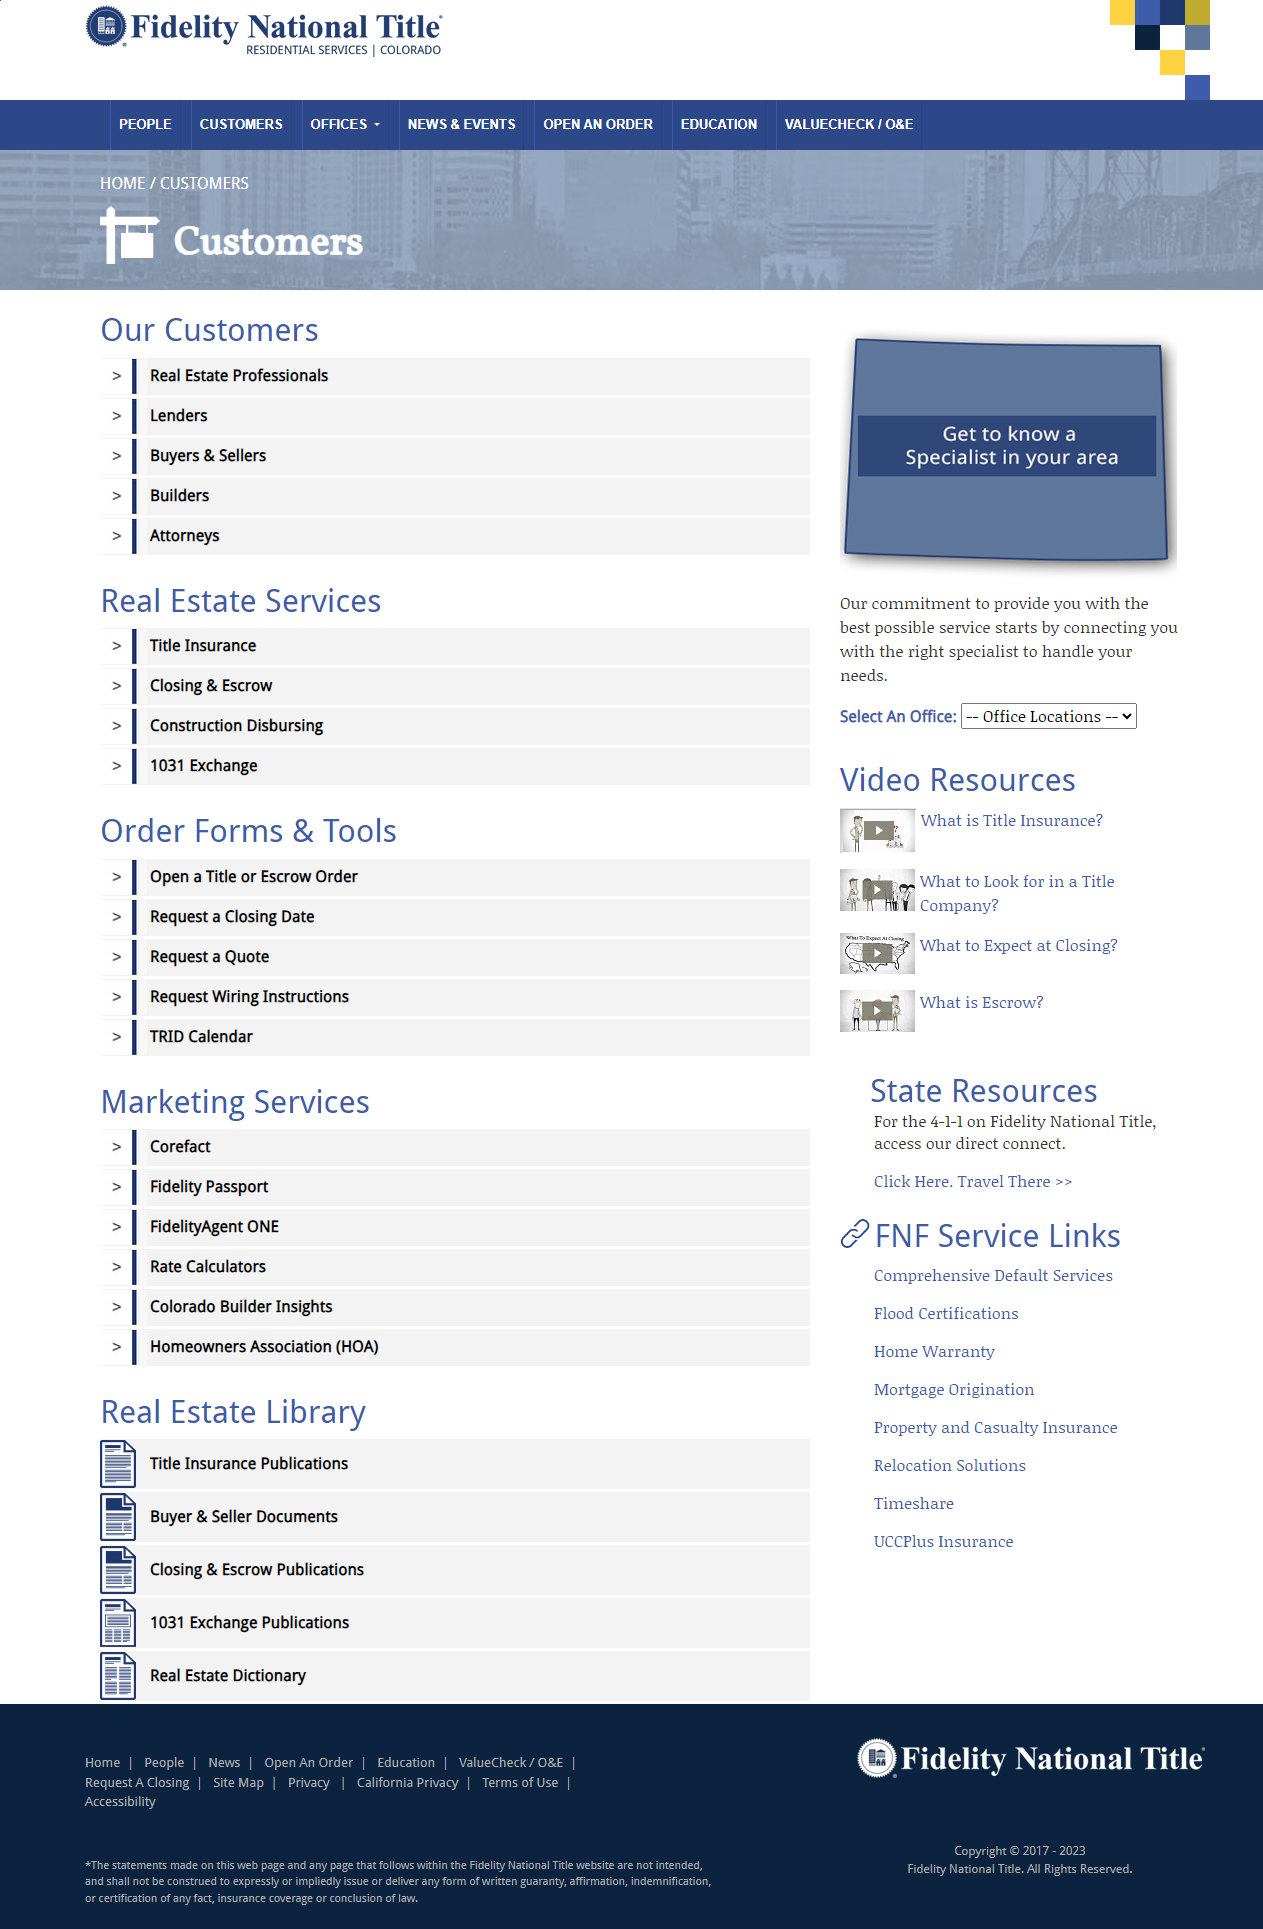 Fidelity National Title®
RESIDENTIAL SERVICES | COLORADO
PEOPLE
CUSTOMERS
OFFICES
NEWS & EVENTS
OPEN AN ORDER
EDUCATION
VALUECHECK / O&E
HOME / CUSTOMERS
Customers
Our Customers
> Real Estate Professionals
> Lenders
> Buyers & Sellers
> Builders
> Attorneys
Real Estate Services
> Title Insurance
> Closing & Escrow
> Construction Disbursing
> 1031 Exchange
Order Forms & Tools
> Open a Title or Escrow Order
> Request a Closing Date
> Request a Quote
> Request Wiring Instructions
> TRID Calendar
Marketing Services
> Corefact
> Fidelity Passport
> FidelityAgent ONE
> Rate Calculators
> Colorado Builder Insights
> Homeowners Association (HOA)
Real Estate Library
Title Insurance Publications
Buyer & Seller Documents
Closing & Escrow Publications
1031 Exchange Publications
Real Estate Dictionary
Get to know a
Specialist in your area
Our commitment to provide you with the
best possible service starts by connecting you
with the right specialist to handle your
needs.
Select An Office: -- Office Locations --
Video Resources
What is Title Insurance?
What to Look for in a Title
Company?
What To Expect At Closing
What to Expect at Closing?
What is Escrow?
State Resources
For the 4-1-1 on Fidelity National Title,
access our direct connect.
Click Here. Travel There >>
FNF Service Links
Comprehensive Default Services
Flood Certifications
Home Warranty
Mortgage Origination
Property and Casualty Insurance
Relocation Solutions
Timeshare
UCCPlus Insurance
Home | People | News | Open An Order | Education | ValueCheck / O&E |
Request A Closing | Site Map | Privacy | California Privacy | Terms of Use |
Accessibility
*The statements made on this web page and any page that follows within the Fidelity National Title website are not intended,
and shall not be construed to expressly or impliedly issue or deliver any form of written guaranty, affirmation, indemnification,
or certification of any fact, insurance coverage or conclusion of law.
Fidelity National Title®
Copyright © 2017 - 2023
Fidelity National Title. All Rights Reserved.